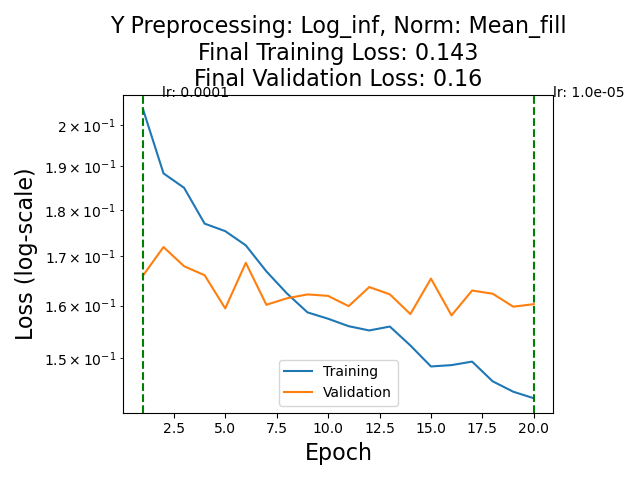 Y Preprocessing: Log_inf, Norm: Mean_fill
Final Training Loss: 0.143
Final Validation Loss: 0.16
lr: 0.0001
lr: 1.0e-05
Loss (log-scale)
2 × 10⁻¹
1.9 × 10⁻¹
1.8 × 10⁻¹
1.7 × 10⁻¹
1.6 × 10⁻¹
1.5 × 10⁻¹
Training
Validation
2.5 5.0 7.5 10.0 12.5 15.0 17.5 20.0
Epoch